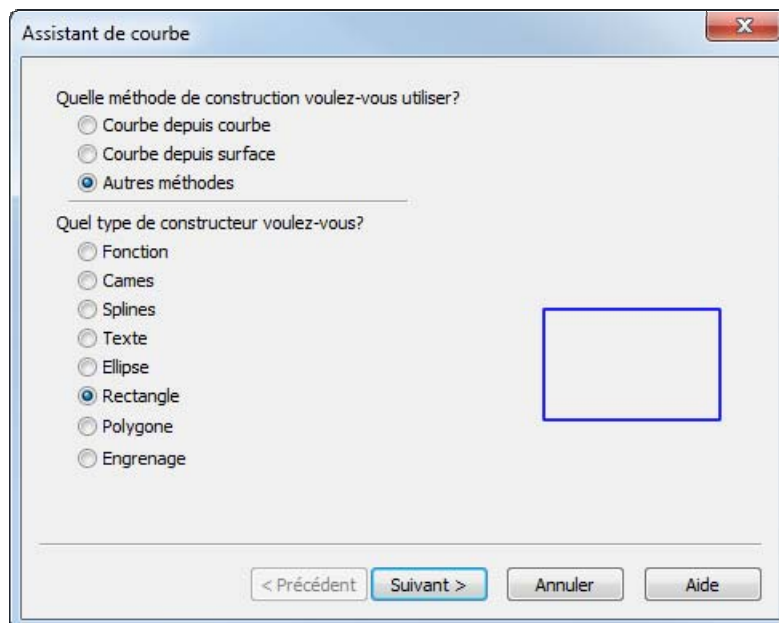 Assistant de courbe
Quelle méthode de construction voulez-vous utiliser?
Courbe depuis courbe
Courbe depuis surface
Autres méthodes
Quel type de constructeur voulez-vous?
Fonction
Cames
Splines
Texte
Ellipse
Rectangle
Polygone
Engrenage
< Précédent Suivant > Annuler Aide